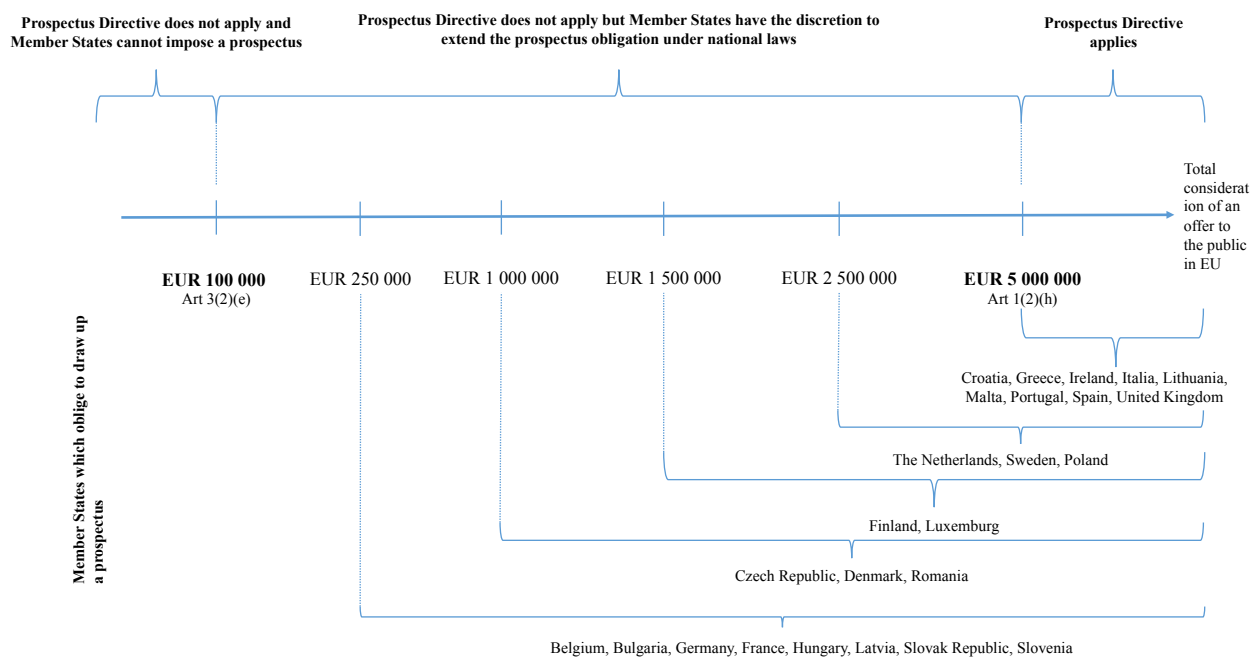 Prospectus Directive does not apply and
Member States cannot impose a prospectus
Prospectus Directive does not apply but Member States have the discretion to
extend the prospectus obligation under national laws
Prospectus Directive
applies
Total
considerat
ion of an
offer to
the public
in EU
EUR 100 000
Art 3(2)(e)
EUR 250 000
EUR 1 000 000
EUR 1 500 000
EUR 2 500 000
EUR 5 000 000
Art 1(2)(h)
Member States which oblige to draw up
a prospectus
Croatia, Greece, Ireland, Italia, Lithuania,
Malta, Portugal, Spain, United Kingdom
The Netherlands, Sweden, Poland
Finland, Luxemburg
Czech Republic, Denmark, Romania
Belgium, Bulgaria, Germany, France, Hungary, Latvia, Slovak Republic, Slovenia